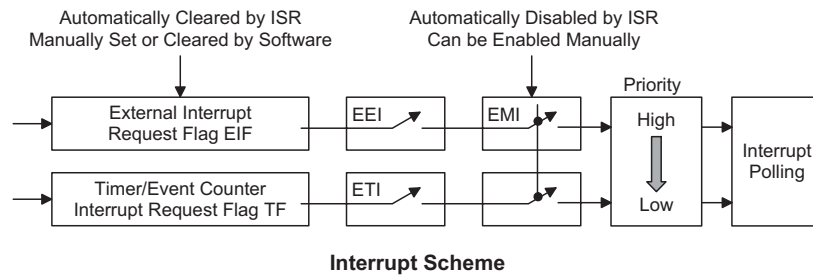 Automatically Cleared by ISR
Manually Set or Cleared by Software
Automatically Disabled by ISR
Can be Enabled Manually
Priority
External Interrupt
Request Flag EIF
EEI
EMI
High
Interrupt
Polling
Timer/Event Counter
Interrupt Request Flag TF
ETI
Low
Interrupt Scheme